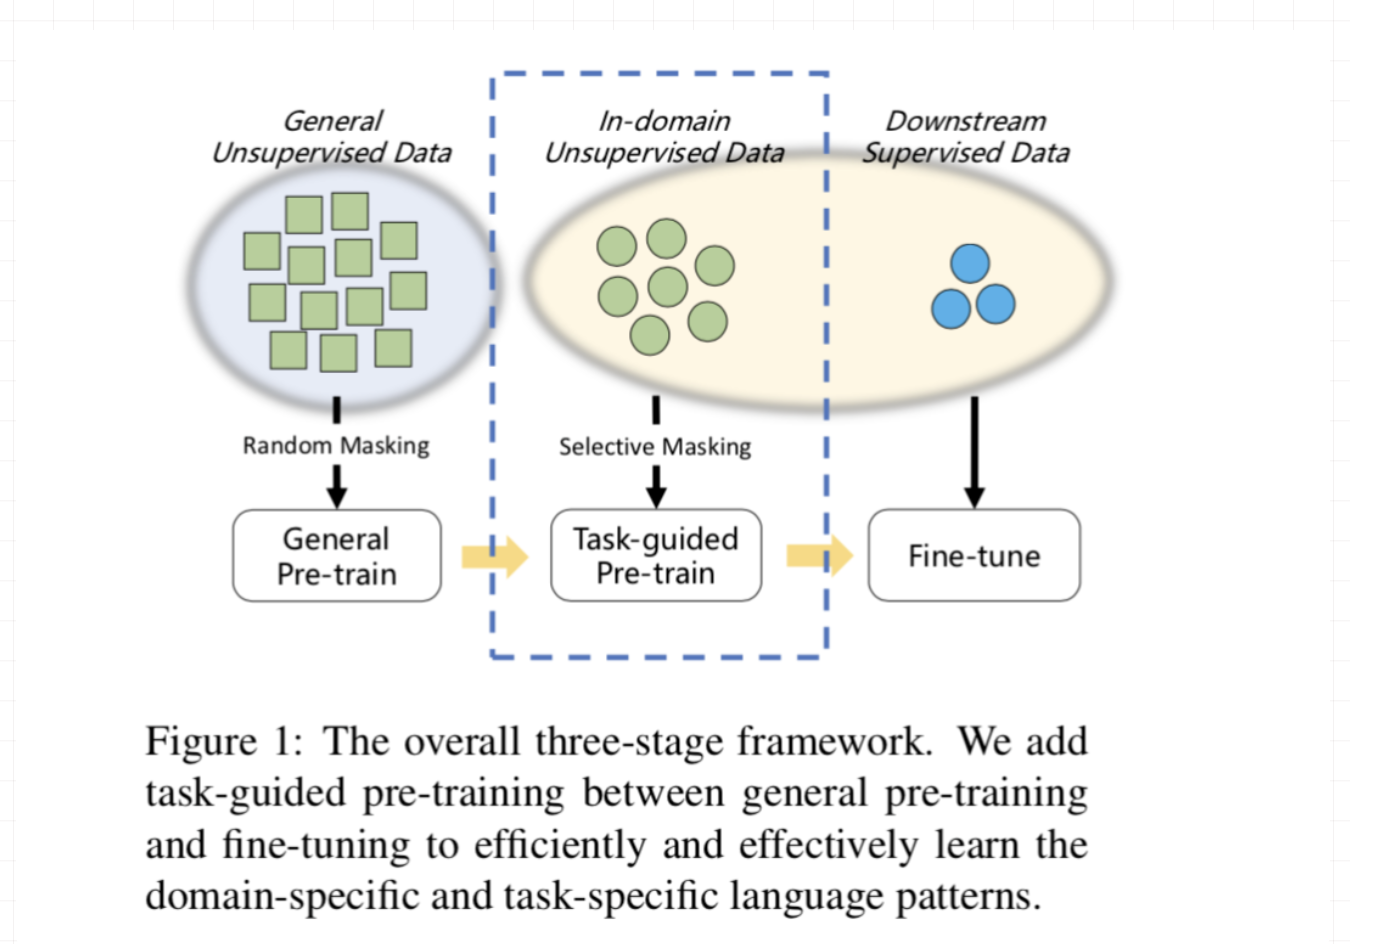 General
Unsupervised Data
In-domain
Unsupervised Data
Downstream
Supervised Data
Random Masking
Selective Masking
General
Pre-train
Task-guided
Pre-train
Fine-tune
Figure 1: The overall three-stage framework. We add
task-guided pre-training between general pre-training
and fine-tuning to efficiently and effectively learn the
domain-specific and task-specific language patterns.